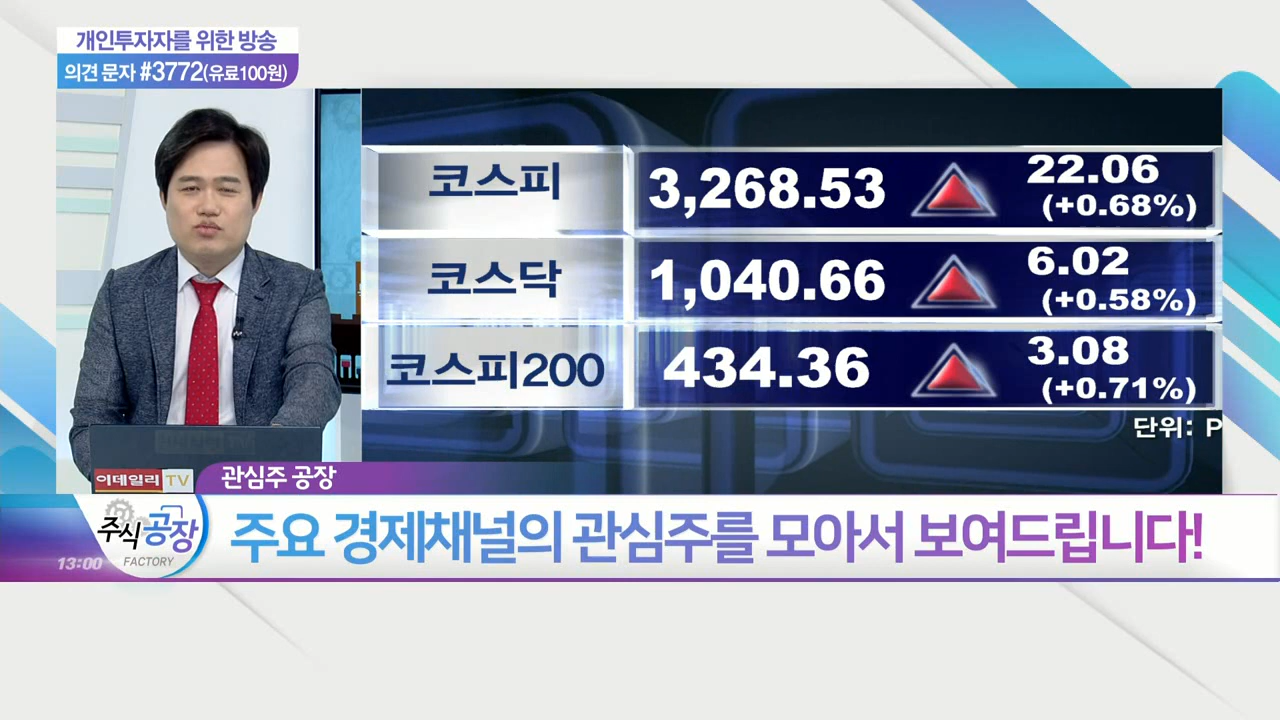 개인투자자를 위한 방송
의견 문자 #3772(유료100원)
코스피 3,268.53 ▲ 22.06 (+0.68%)
코스닥 1,040.66 ▲ 6.02 (+0.58%)
코스피200 434.36 ▲ 3.08 (+0.71%)
단위: P
이데일리 TV
관심주 공장
주식공장
FACTORY
13:00
주요 경제채널의 관심주를 모아서 보여드립니다!